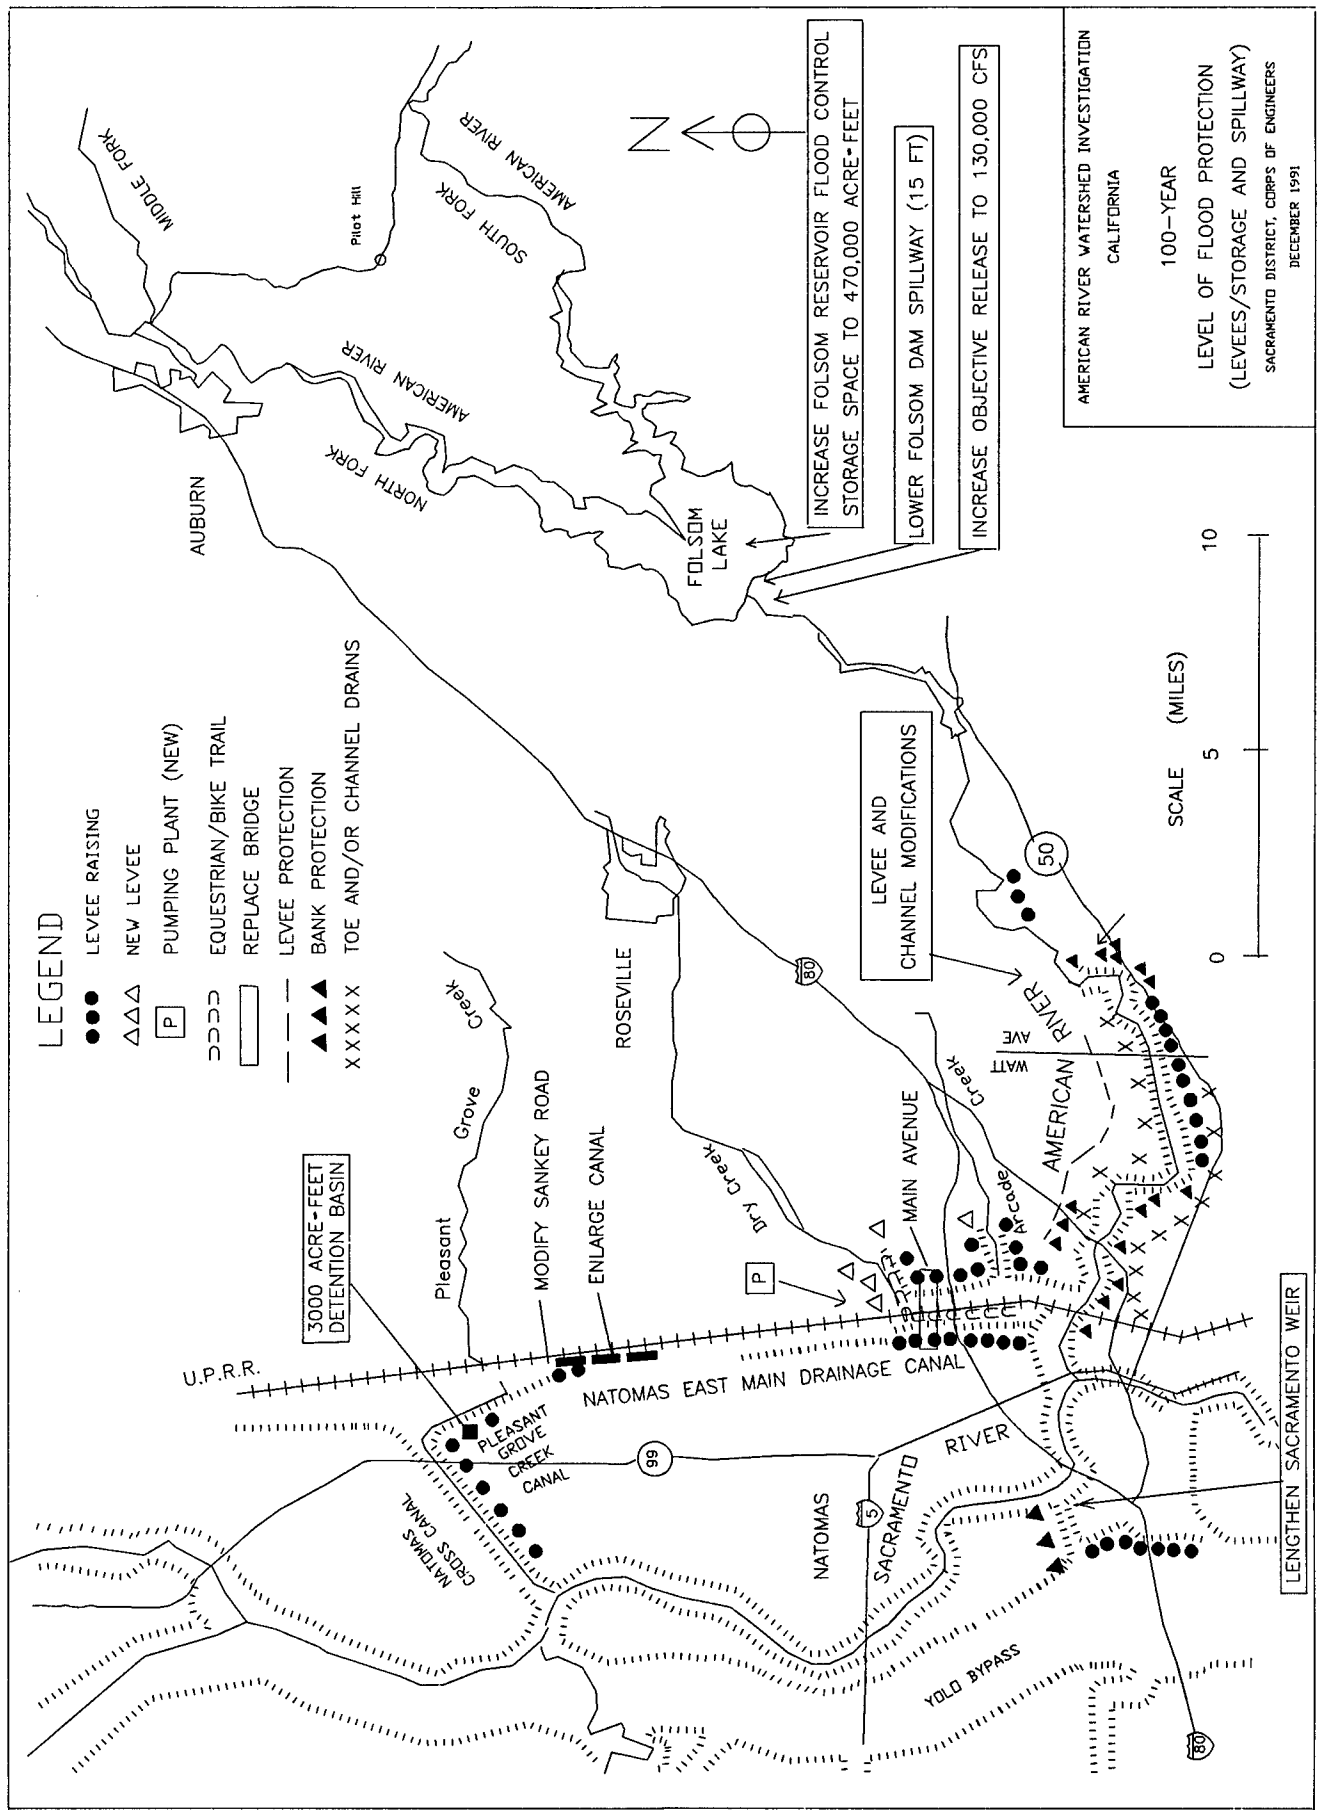 LEGEND
LEVEE RAISING
NEW LEVEE
P PUMPING PLANT (NEW)
EQUESTRIAN/BIKE TRAIL
REPLACE BRIDGE
LEVEE PROTECTION
BANK PROTECTION
XXXXX TOE AND/OR CHANNEL DRAINS
MIDDLE FORK
Pilot Hill
AUBURN
NORTH FORK
AMERICAN RIVER
SOUTH FORK
AMERICAN RIVER
N
FOLSOM
LAKE
INCREASE FOLSOM RESERVOIR FLOOD CONTROL
STORAGE SPACE TO 470,000 ACRE-FEET
LOWER FOLSOM DAM SPILLWAY (15 FT)
INCREASE OBJECTIVE RELEASE TO 130,000 CFS
U.P.R.R.
3000 ACRE-FEET
DETENTION BASIN
Pleasant
Grove
Creek
MODIFY SANKEY ROAD
ENLARGE CANAL
ROSEVILLE
80
Dry Creek
P
MAIN AVENUE
Arcade
Creek
LEVEE AND
CHANNEL MODIFICATIONS
AMERICAN
RIVER
WATT
AVE
50
NATOMAS
CROSS CANAL
PLEASANT
GROVE
CREEK
CANAL
NATOMAS EAST MAIN DRAINAGE CANAL
99
NATOMAS
5
SACRAMENTO
RIVER
YOLO BYPASS
80
LENGTHEN SACRAMENTO WEIR
0 5 10
SCALE (MILES)
AMERICAN RIVER WATERSHED INVESTIGATION
CALIFORNIA
100-YEAR
LEVEL OF FLOOD PROTECTION
(LEVEES/STORAGE AND SPILLWAY)
SACRAMENTO DISTRICT, CORPS OF ENGINEERS
DECEMBER 1991